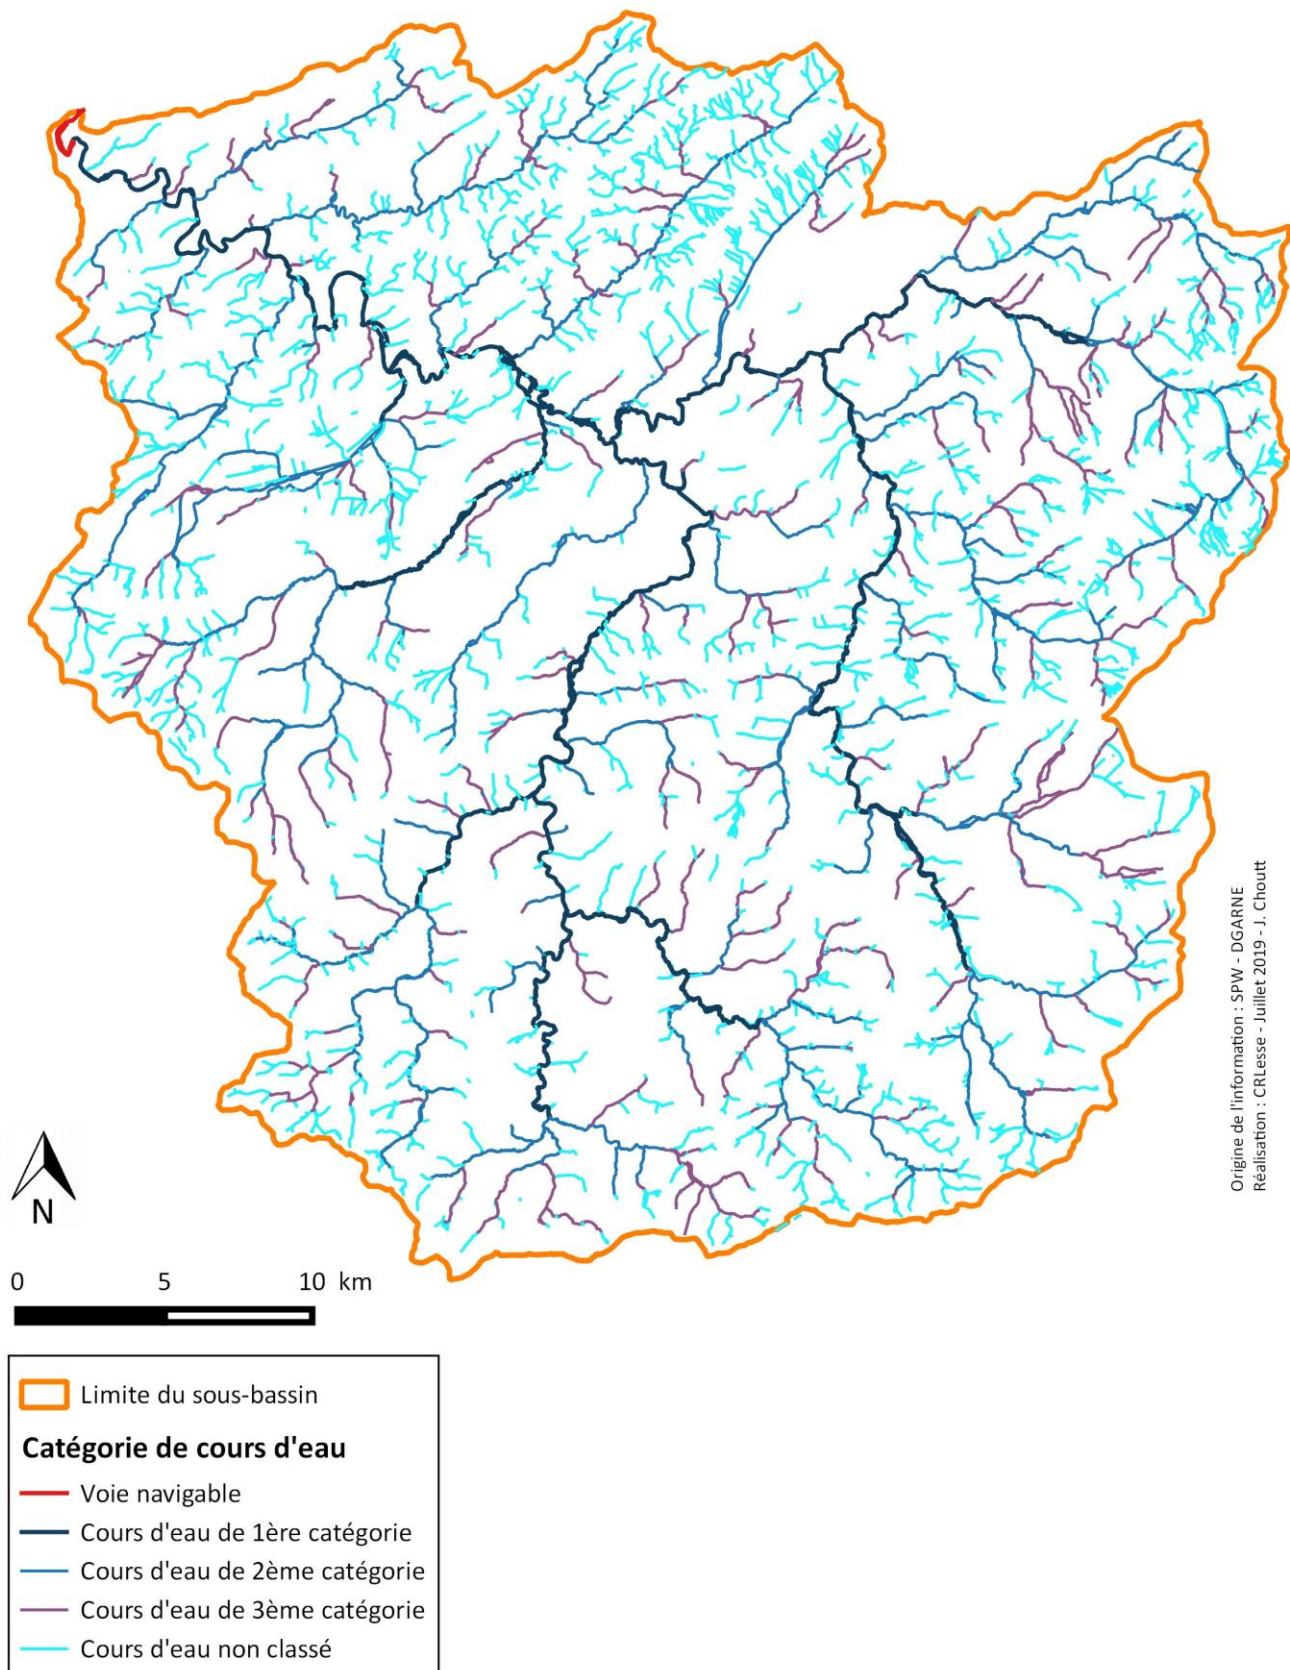 Origine de l'information : SPW - DGARNE
Réalisation : CRLesse - Juillet 2019 - J. Choutt
N
0 5 10 km
Limite du sous-bassin
Catégorie de cours d'eau
Voie navigable
Cours d'eau de 1ère catégorie
Cours d'eau de 2ème catégorie
Cours d'eau de 3ème catégorie
Cours d'eau non classé